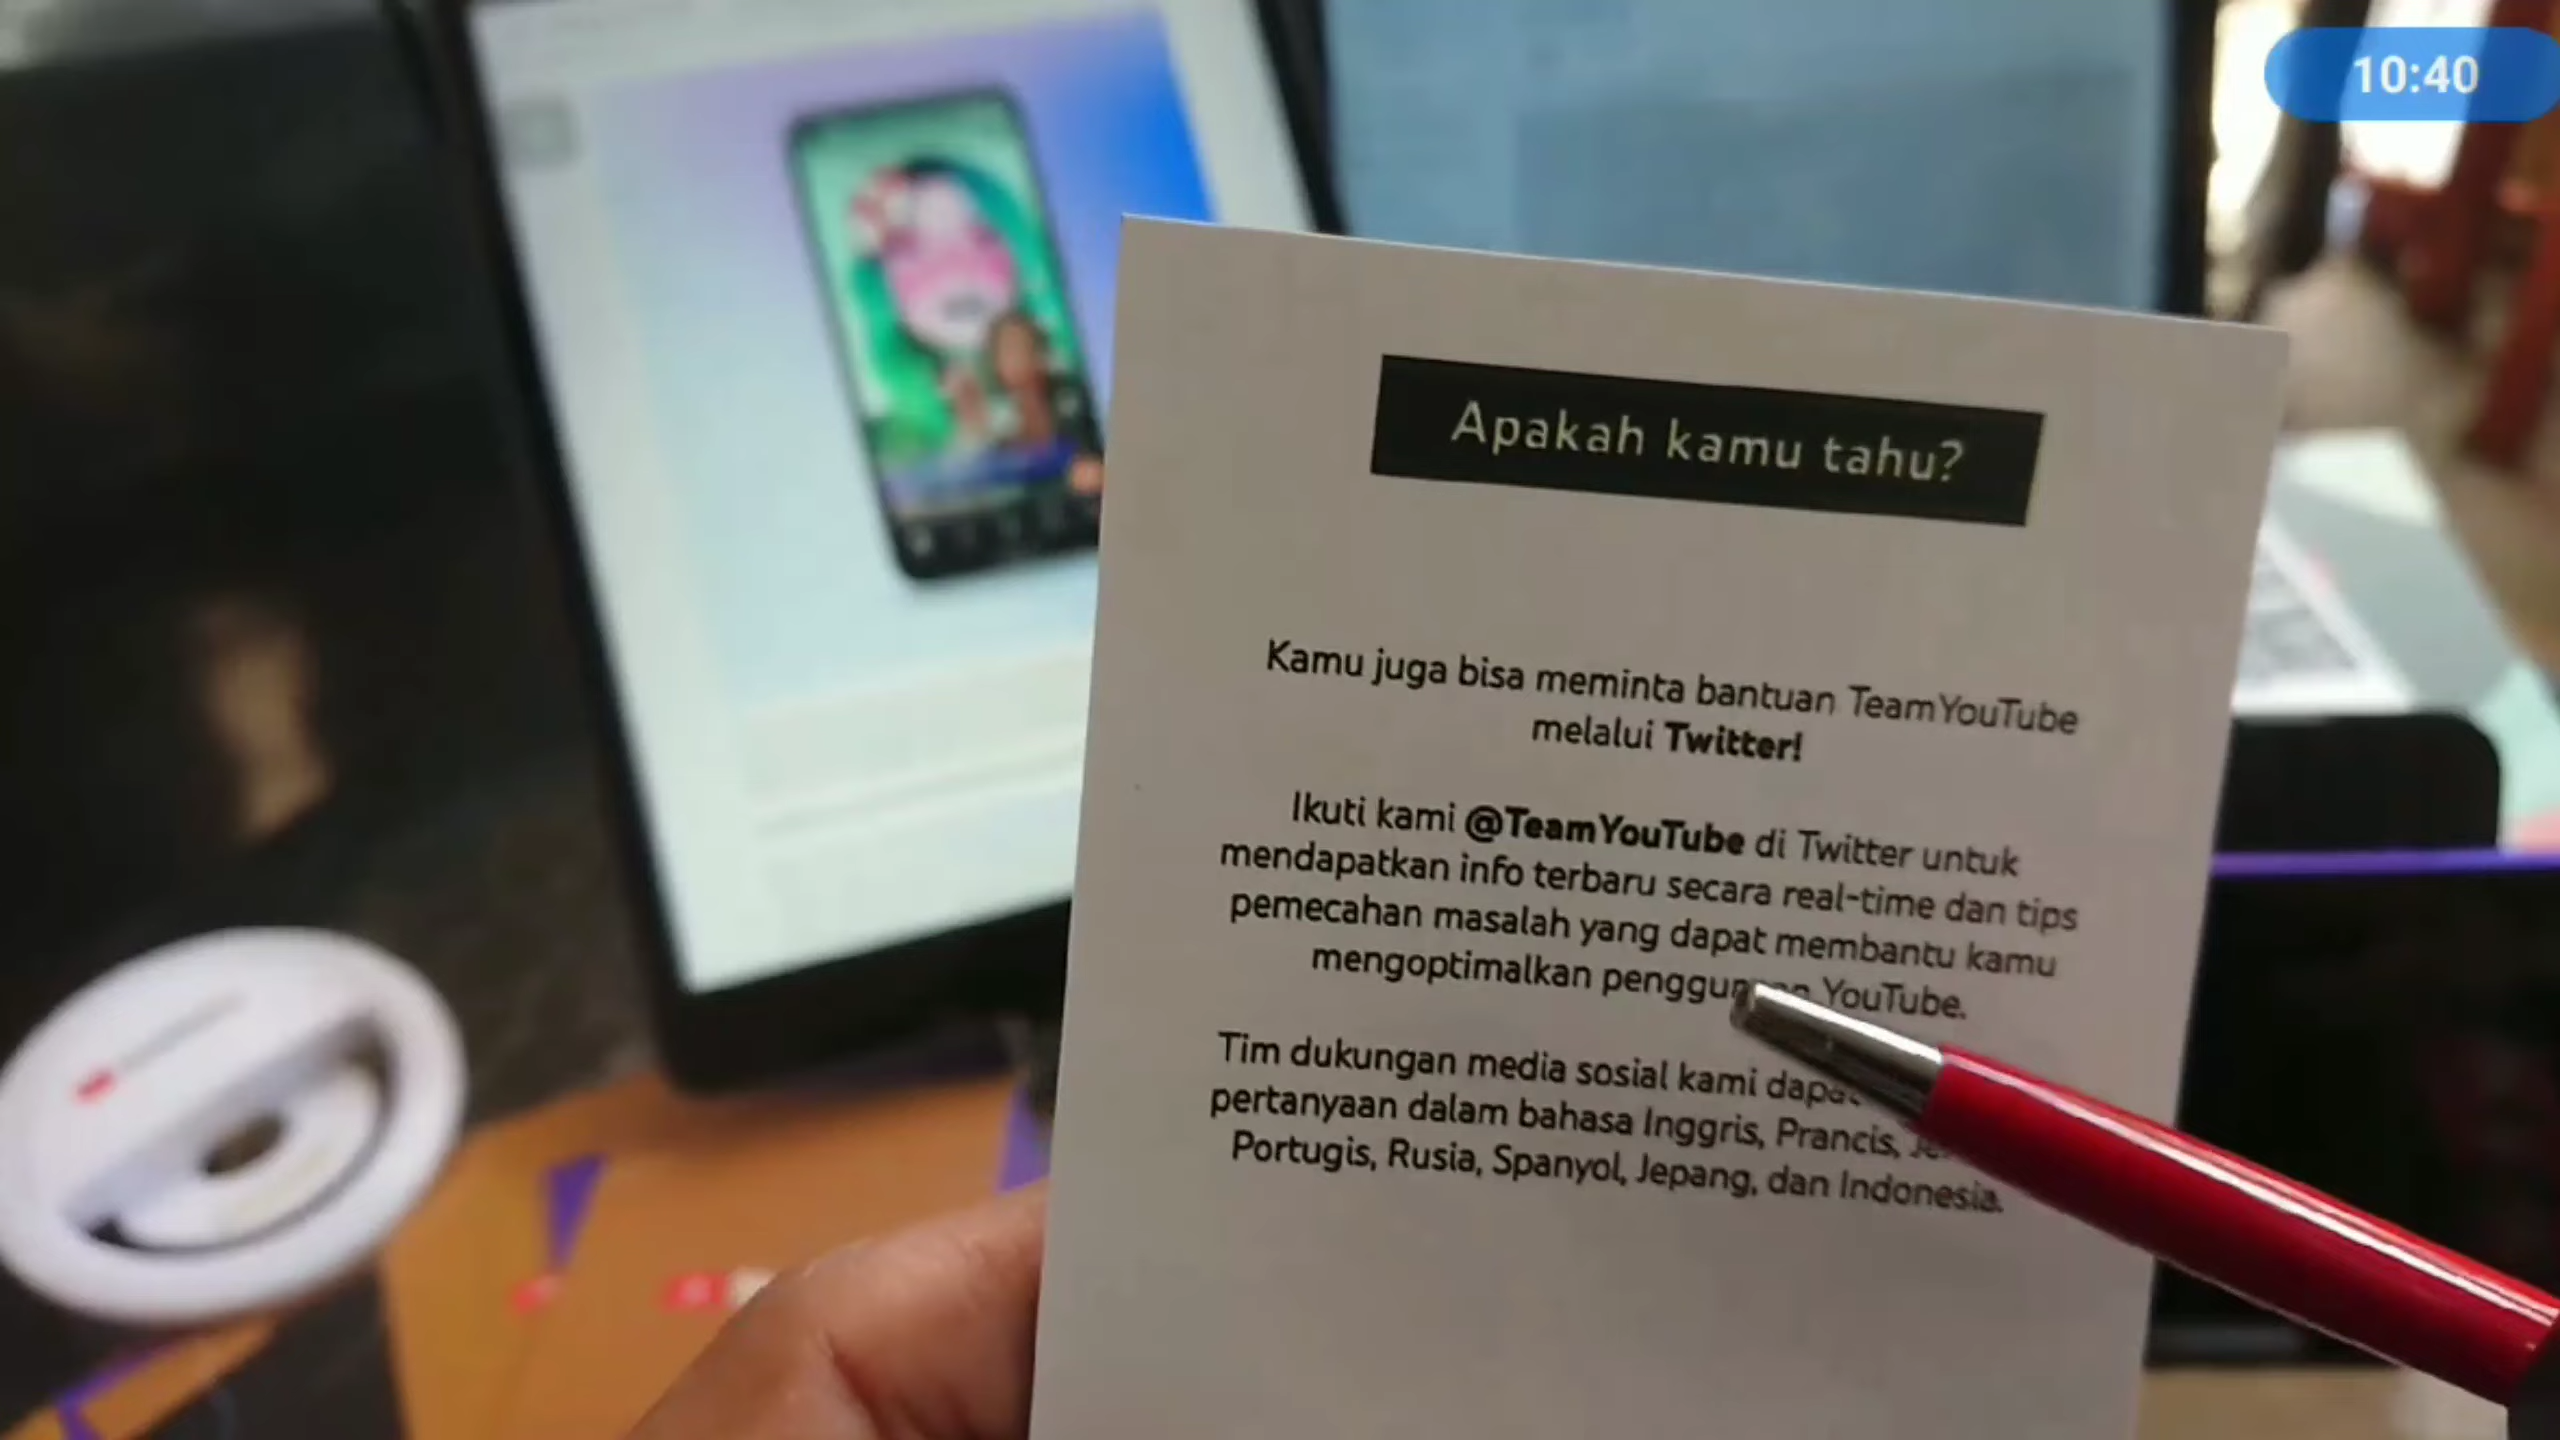 10:40
Apakah kamu tahu?
Kamu juga bisa meminta bantuan TeamYouTube
melalui Twitter!
Ikuti kami @TeamYouTube di Twitter untuk
mendapatkan info terbaru secara real-time dan tips
pemecahan masalah yang dapat membantu kamu
mengoptimalkan YouTube.
Tim dukungan media sosial kami
pertanyaan dalam bahasa Inggris, Prancis,
Portugis, Rusia, Spanyol, Jepang, dan Indonesia.